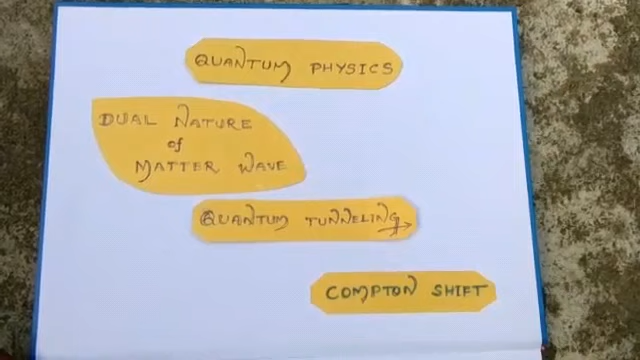 QUANTUM PHYSICS
DUAL NATURE
of
MATTER WAVE
QUANTUM TUNNELING
COMPTON SHIFT